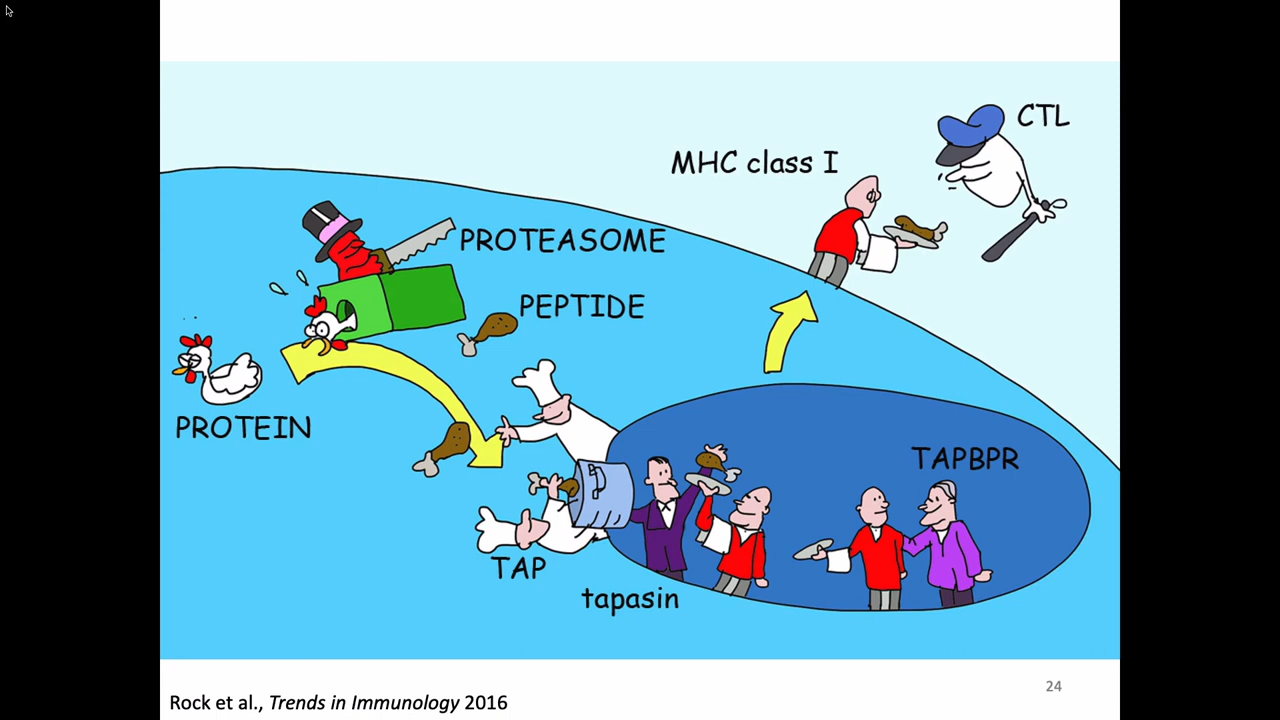 CTL
MHC class I
PROTEASOME
PEPTIDE
PROTEIN
TAPBPR
TAP
tapasin
24
Rock et al., Trends in Immunology 2016